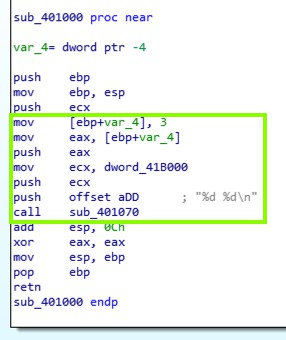 sub_401000 proc near
var_4= dword ptr -4
push ebp
mov ebp, esp
push ecx
mov [ebp+var_4], 3
mov eax, [ebp+var_4]
push eax
mov ecx, dword_41B000
push ecx
push offset aDD ; "%d %d\n"
call sub_401070
add esp, 0Ch
xor eax, eax
mov esp, ebp
pop ebp
retn
sub_401000 endp